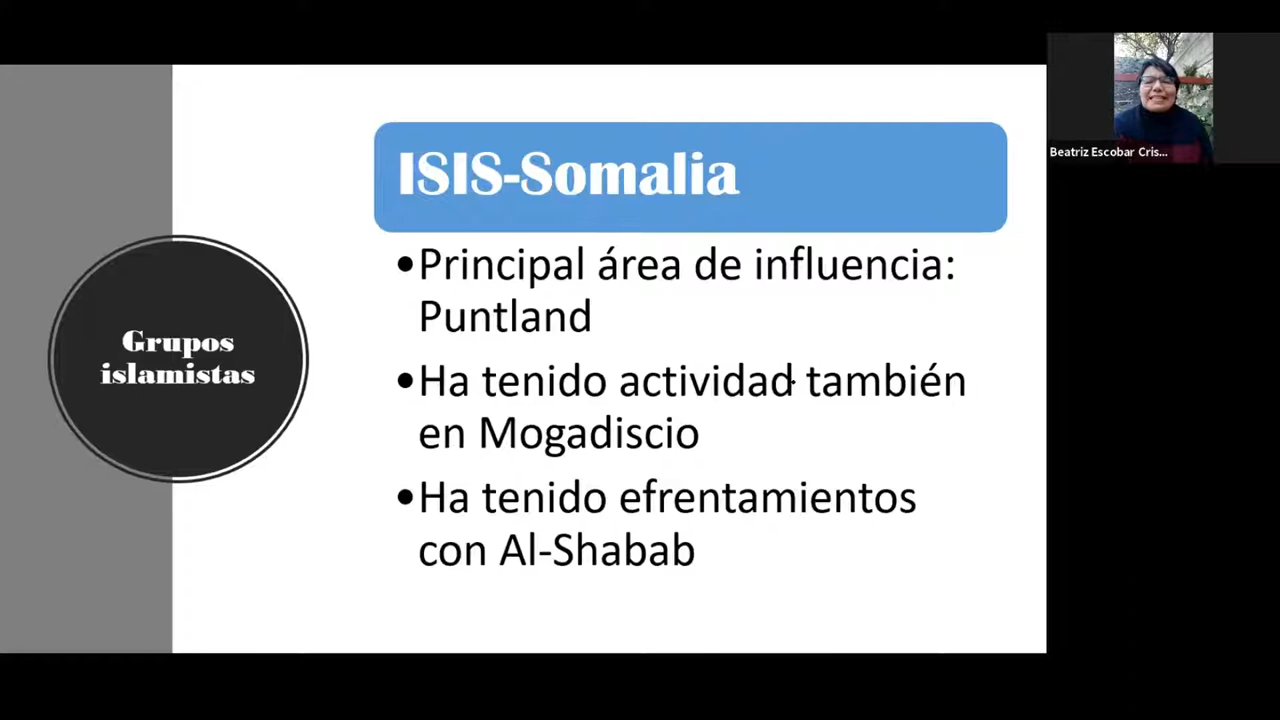 ISIS-Somalia
•Principal área de influencia:
Puntland
•Ha tenido actividad también
en Mogadiscio
•Ha tenido efrentamientos
con Al-Shabab
Grupos
islamistas
Beatriz Escobar Cris...